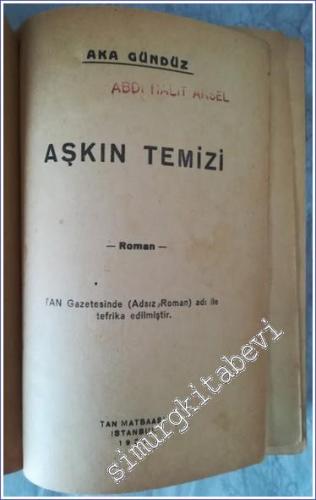 AKA GÜNDÜZ
ABDİ HALİT AKSEL
AŞKIN TEMİZİ
— Roman —
TAN Gazetesinde (Adsız Roman) adı ile
tefrika edilmiştir.
TAN MATBAASI
İSTANBUL
simurgkitabevi